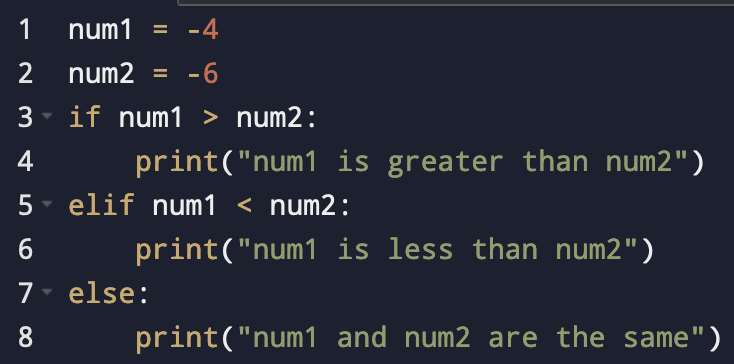 1 num1 = -4
2 num2 = -6
3 if num1 > num2:
4     print("num1 is greater than num2")
5 elif num1 < num2:
6     print("num1 is less than num2")
7 else:
8     print("num1 and num2 are the same")